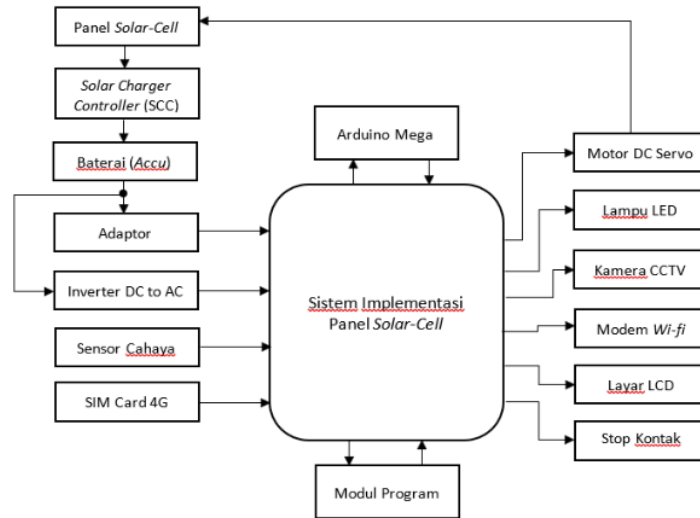 Panel Solar-Cell
Solar Charger
Controller (SCC)
Baterai (Accu)
Adaptor
Inverter DC to AC
Sensor Cahaya
SIM Card 4G
Arduino Mega
Sistem Implementasi
Panel Solar-Cell
Modul Program
Motor DC Servo
Lampu LED
Kamera CCTV
Modem Wi-fi
Layar LCD
Stop Kontak